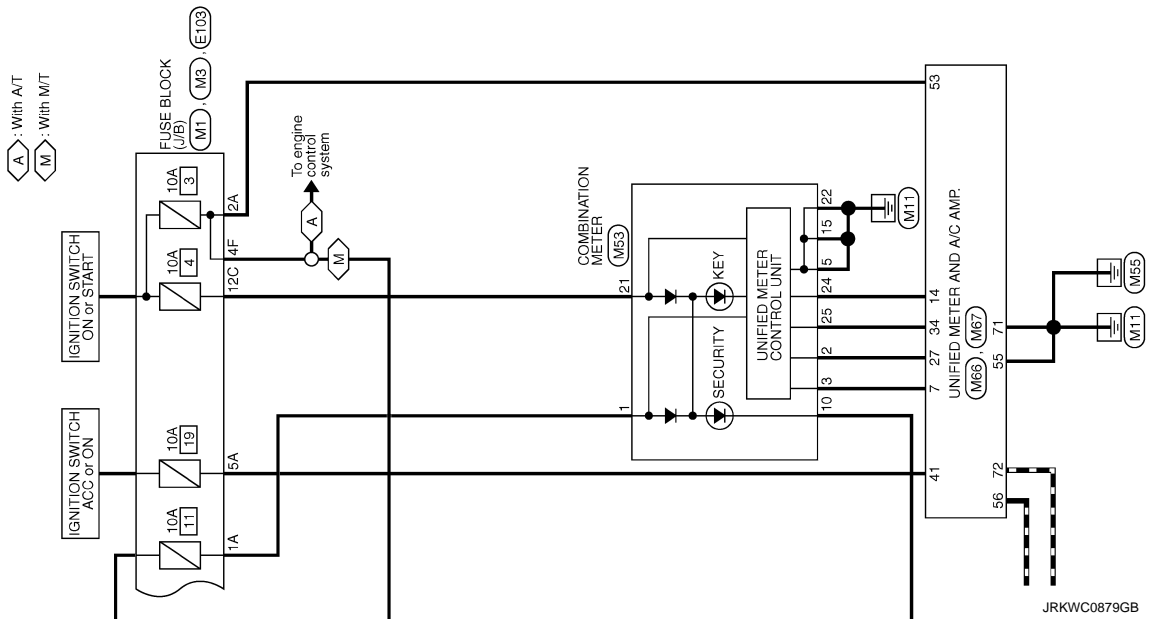 A : With A/T
M : With M/T
FUSE BLOCK
(J/B)
M1 , M3 , E103
IGNITION SWITCH
ON or START
10A
3
10A
4
2A
4F
12C
To engine
control
system
A
M
IGNITION SWITCH
ACC or ON
10A
19
10A
11
5A
1A
COMBINATION
METER
M53
21
1
KEY
SECURITY
UNIFIED METER
CONTROL UNIT
22
15
5
24
25
2
3
10
M11
53
14
34
27
7
41
UNIFIED METER AND A/C AMP.
M66 , M67
71
55
72
56
M55
M11
JRKWC0879GB